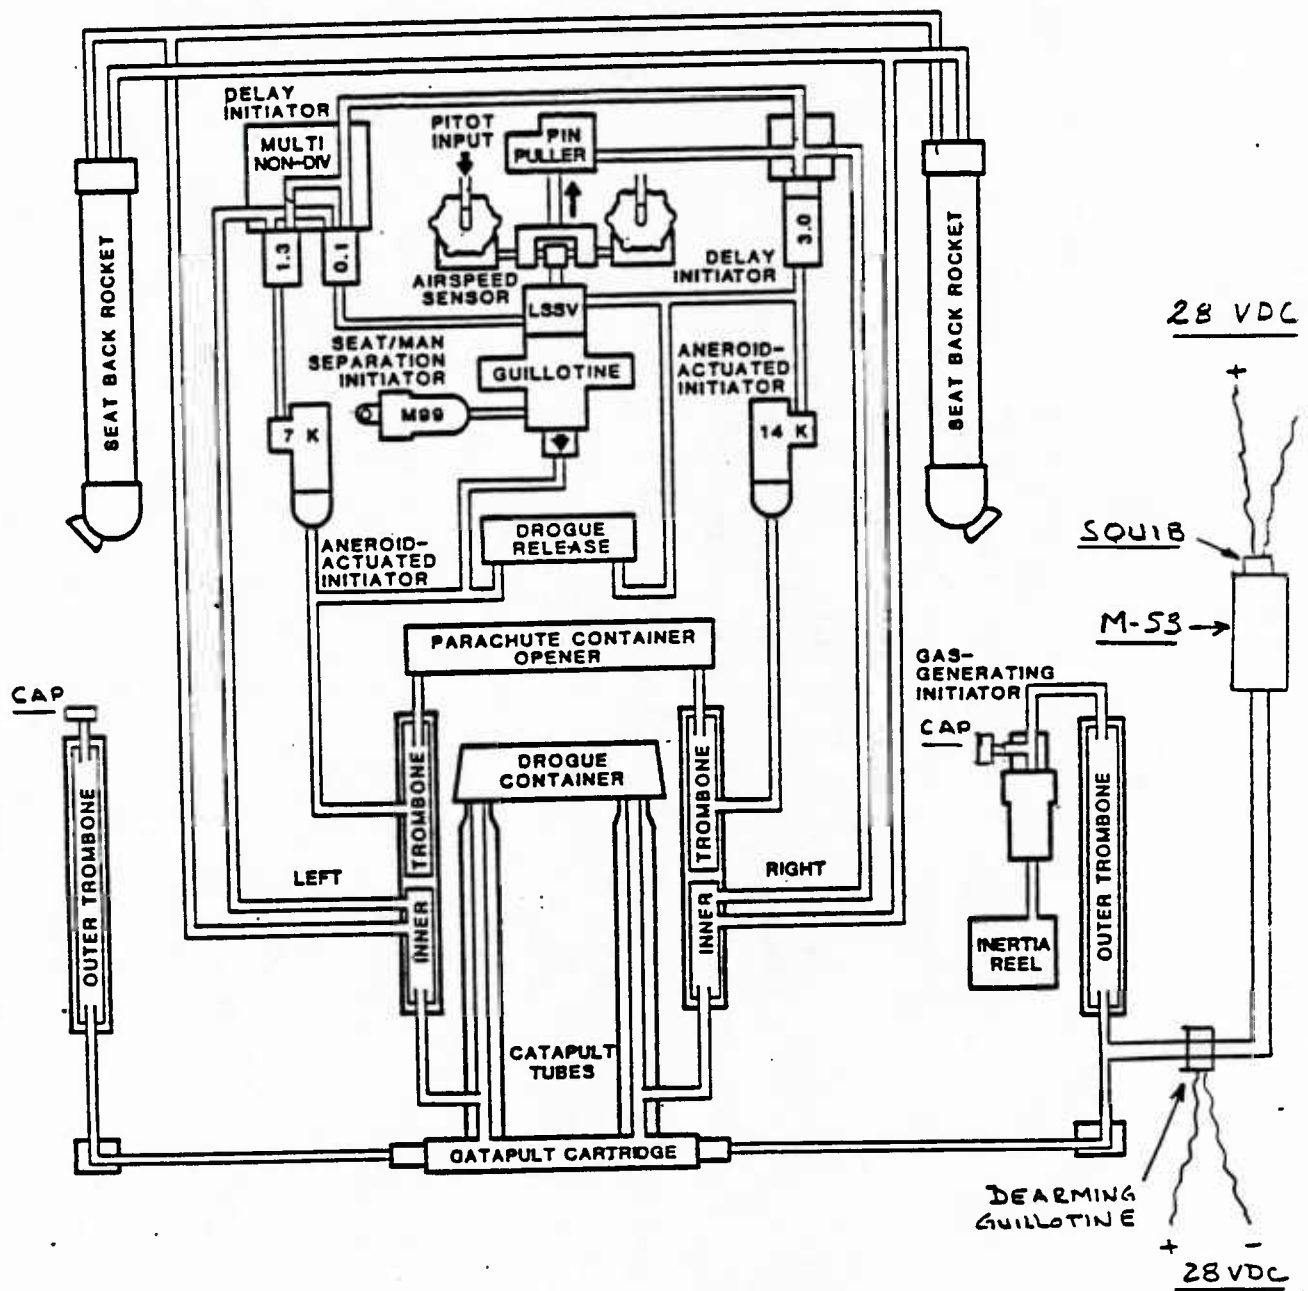 DELAY
INITIATOR
MULTI
NON-DIV
PITOT
INPUT
PIN
PULLER
1.3
0.1
3.0
AIRSPEED
SENSOR
DELAY
INITIATOR
LSSV
SEAT/MAN
SEPARATION
INITIATOR
GUILLOTINE
ANEROID-
ACTUATED
INITIATOR
M99
7 K
14 K
SEAT BACK ROCKET
SEAT BACK ROCKET
28 VDC
+
SQUIB
M-53
DROGUE
RELEASE
ANEROID-
ACTUATED
INITIATOR
PARACHUTE CONTAINER
OPENER
GAS-
GENERATING
INITIATOR
CAP
CAP
DROGUE
CONTAINER
TROMBONE
TROMBONE
OUTER TROMBONE
LEFT
RIGHT
INNER
INNER
INERTIA
REEL
OUTER TROMBONE
CATAPULT
TUBES
CATAPULT CARTRIDGE
DEARMING
GUILLOTINE
+ -
28 VDC